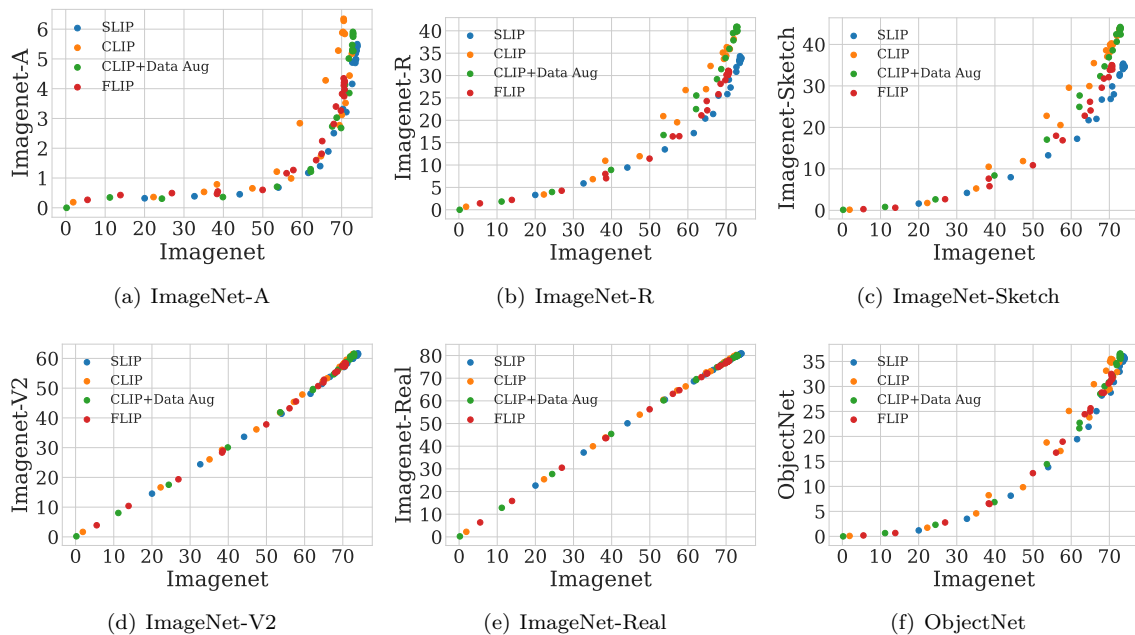 Imagenet-A
6
5
4
3
2
1
0
SLIP
CLIP
CLIP+Data Aug
FLIP
0 10 20 30 40 50 60 70
Imagenet
(a) ImageNet-A
Imagenet-R
40
35
30
25
20
15
10
5
0
SLIP
CLIP
CLIP+Data Aug
FLIP
0 10 20 30 40 50 60 70
Imagenet
(b) ImageNet-R
Imagenet-Sketch
40
30
20
10
0
SLIP
CLIP
CLIP+Data Aug
FLIP
0 10 20 30 40 50 60 70
Imagenet
(c) ImageNet-Sketch
Imagenet-V2
60
50
40
30
20
10
0
SLIP
CLIP
CLIP+Data Aug
FLIP
0 10 20 30 40 50 60 70
Imagenet
(d) ImageNet-V2
Imagenet-Real
80
70
60
50
40
30
20
10
0
SLIP
CLIP
CLIP+Data Aug
FLIP
0 10 20 30 40 50 60 70
Imagenet
(e) ImageNet-Real
ObjectNet
35
30
25
20
15
10
5
0
SLIP
CLIP
CLIP+Data Aug
FLIP
0 10 20 30 40 50 60 70
Imagenet
(f) ObjectNet